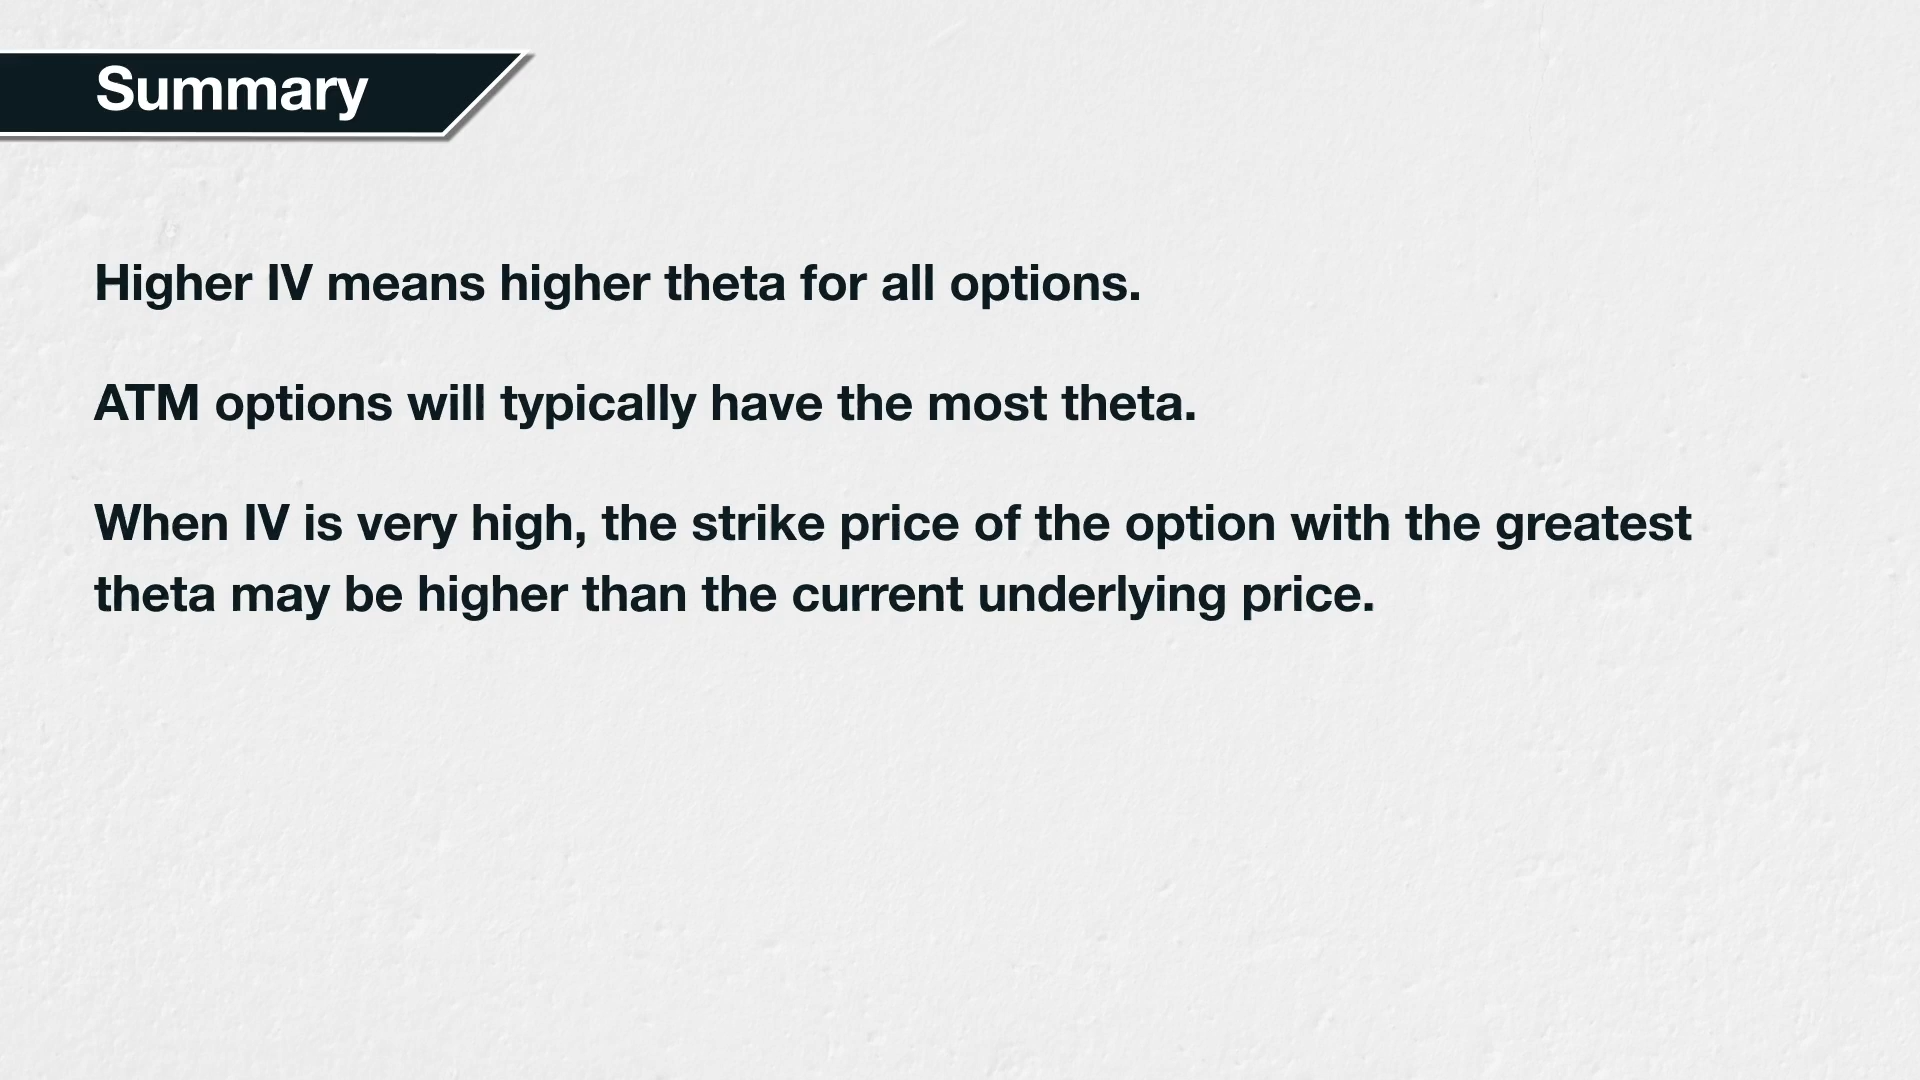 Summary
Higher IV means higher theta for all options.
ATM options will typically have the most theta.
When IV is very high, the strike price of the option with the greatest
theta may be higher than the current underlying price.